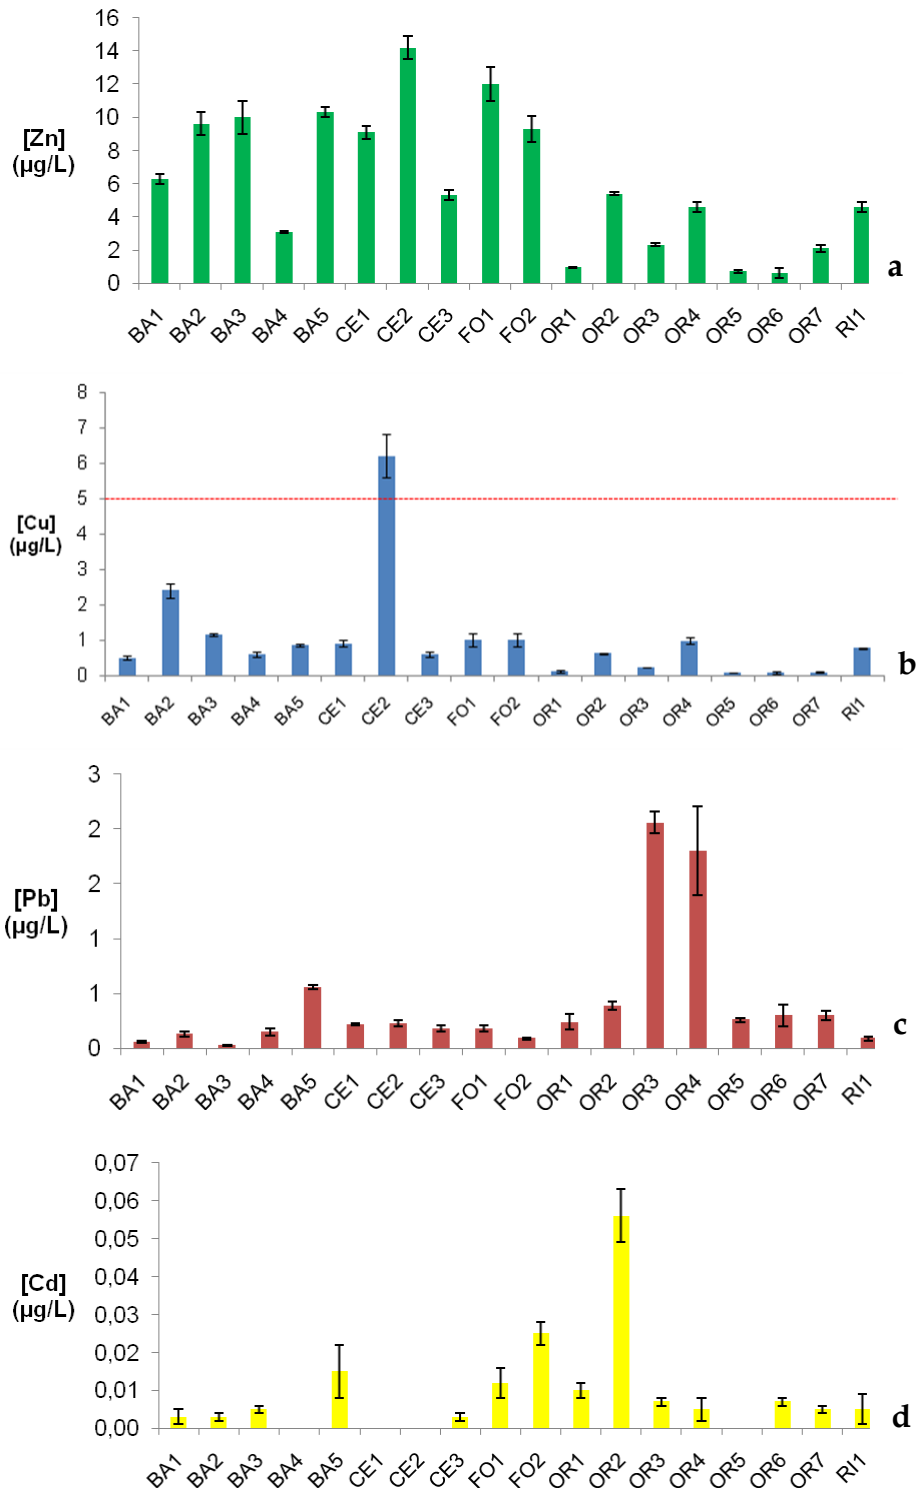 16
14
12
10
8
6
4
2
0
[Zn]
(µg/L)
BA1 BA2 BA3 BA4 BA5 CE1 CE2 CE3 FO1 FO2 OR1 OR2 OR3 OR4 OR5 OR6 OR7 RI1
a
8
7
6
5
4
3
2
1
0
[Cu]
(µg/L)
BA1 BA2 BA3 BA4 BA5 CE1 CE2 CE3 FO1 FO2 OR1 OR2 OR3 OR4 OR5 OR6 OR7 RI1
b
3
2
2
1
1
0
[Pb]
(µg/L)
BA1 BA2 BA3 BA4 BA5 CE1 CE2 CE3 FO1 FO2 OR1 OR2 OR3 OR4 OR5 OR6 OR7 RI1
c
0,07
0,06
0,05
0,04
0,03
0,02
0,01
0,00
[Cd]
(µg/L)
BA1 BA2 BA3 BA4 BA5 CE1 CE2 CE3 FO1 FO2 OR1 OR2 OR3 OR4 OR5 OR6 OR7 RI1
d